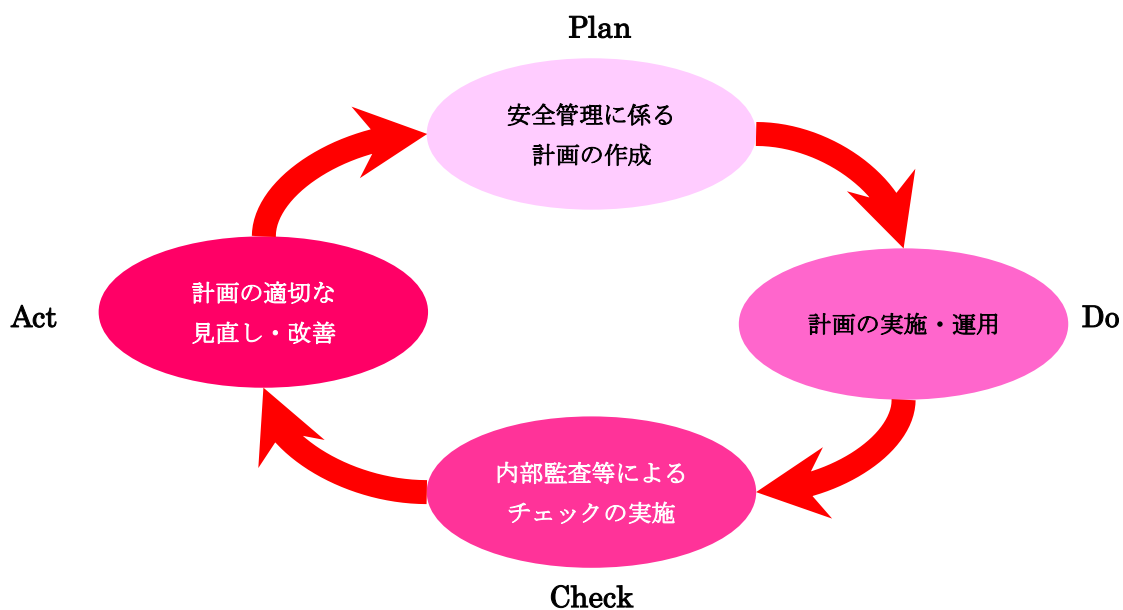 Plan
安全管理に係る
計画の作成
計画の実施・運用
Do
内部監査等による
チェックの実施
Check
計画の適切な
見直し・改善
Act